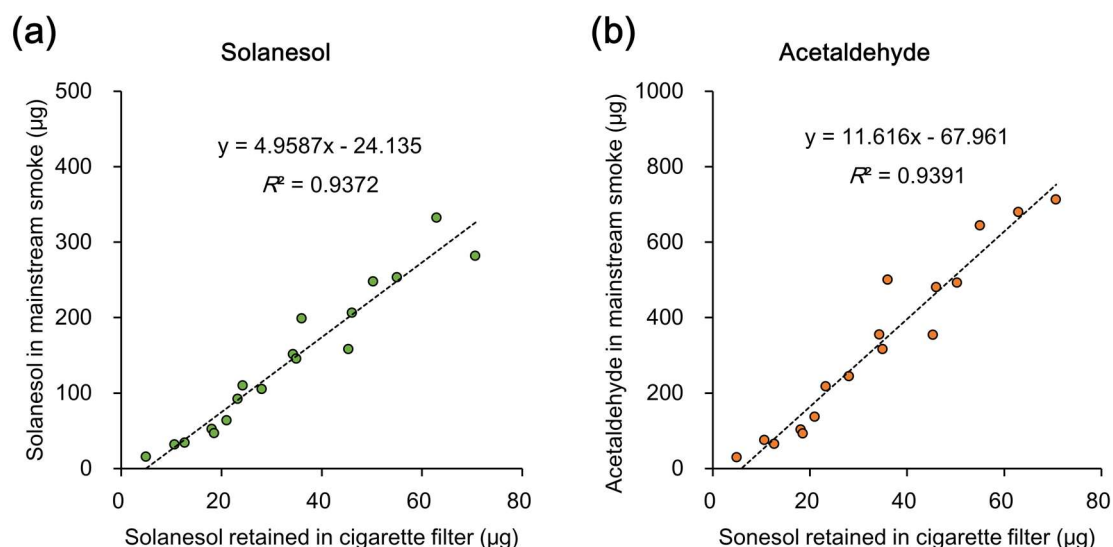 (a)
Solanesol
Solanesol in mainstream smoke (µg)
500
400
300
200
100
0
y = 4.9587x - 24.135
R² = 0.9372
0 20 40 60 80
Solanesol retained in cigarette filter (µg)
(b)
Acetaldehyde
Acetaldehyde in mainstream smoke (µg)
1000
800
600
400
200
0
y = 11.616x - 67.961
R² = 0.9391
0 20 40 60 80
Sonesol retained in cigarette filter (µg)